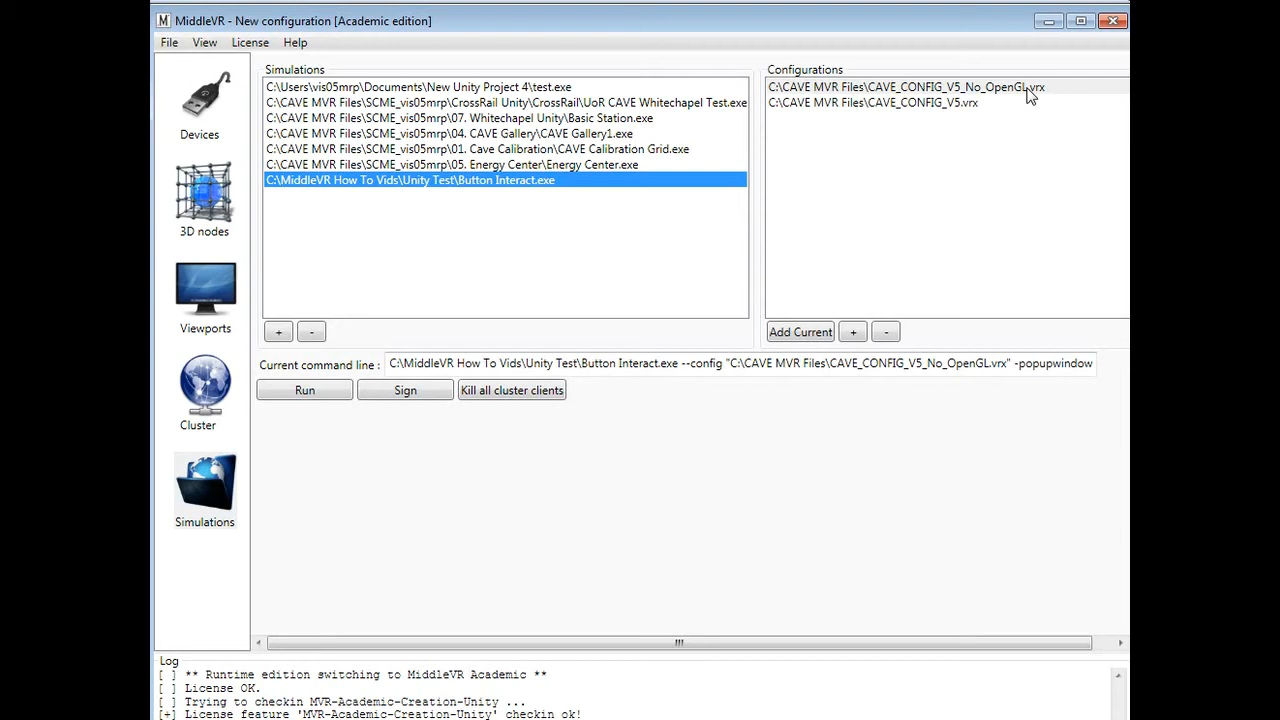 MiddleVR - New configuration [Academic edition]
File View License Help
Simulations
C:\Users\vis05mrp\Documents\New Unity Project 4\test.exe
C:\CAVE MVR Files\SCME_vis05mrp\CrossRail Unity\CrossRail\UoR CAVE Whitechapel Test.exe
C:\CAVE MVR Files\SCME_vis05mrp\07. Whitechapel Unity\Basic Station.exe
C:\CAVE MVR Files\SCME_vis05mrp\04. CAVE Gallery\CAVE Gallery1.exe
C:\CAVE MVR Files\SCME_vis05mrp\01. Cave Calibration\CAVE Calibration Grid.exe
C:\CAVE MVR Files\SCME_vis05mrp\05. Energy Center\Energy Center.exe
C:\MiddleVR How To Vids\Unity Test\Button Interact.exe
+ -
Configurations
C:\CAVE MVR Files\CAVE_CONFIG_V5_No_OpenGL.vrx
C:\CAVE MVR Files\CAVE_CONFIG_V5.vrx
Add Current + -
Devices
3D nodes
Viewports
Cluster
Simulations
Current command line : C:\MiddleVR How To Vids\Unity Test\Button Interact.exe --config "C:\CAVE MVR Files\CAVE_CONFIG_V5_No_OpenGL.vrx" -popupwindow
Run Sign Kill all cluster clients
Log
[ ] ** Runtime edition switching to MiddleVR Academic **
[ ] License OK.
[ ] Trying to checkin MVR-Academic-Creation-Unity ...
[+] License feature 'MVR-Academic-Creation-Unity' checkin ok!